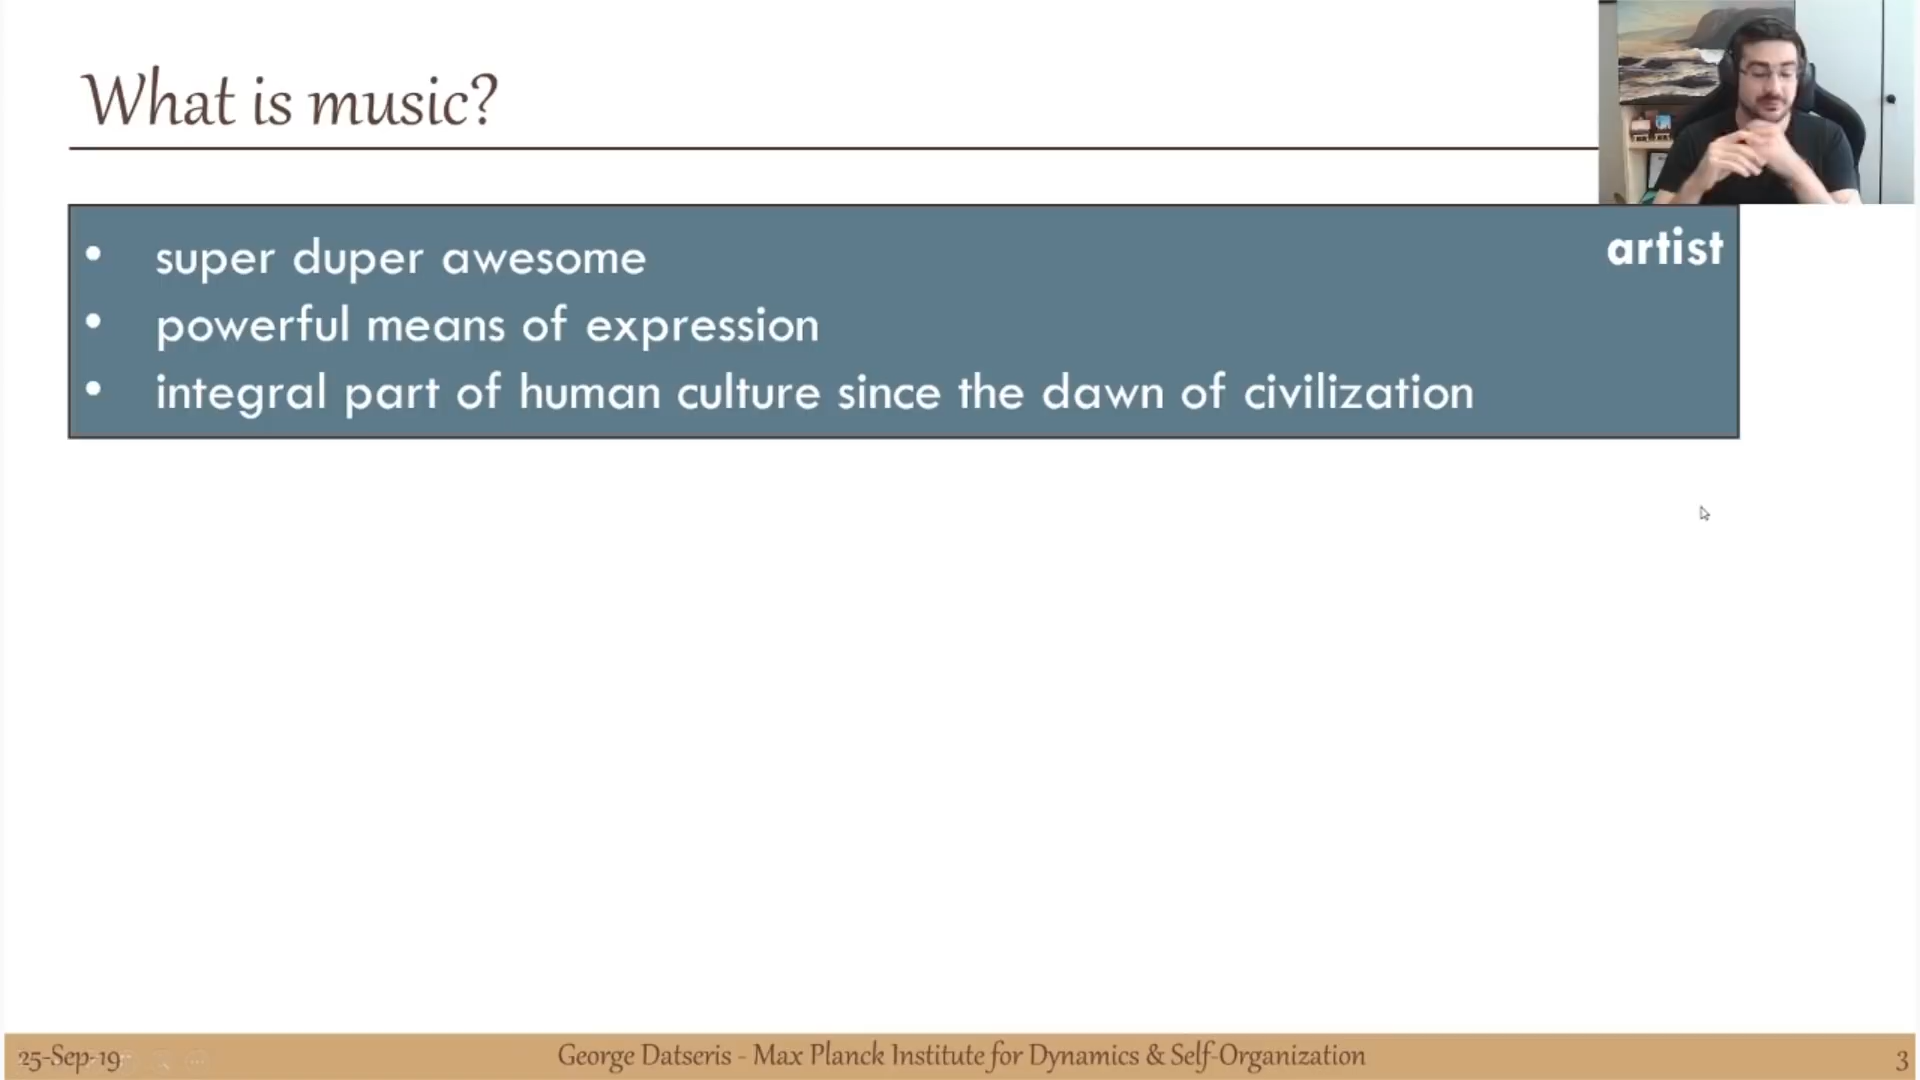 What is music?
artist
• super duper awesome
• powerful means of expression
• integral part of human culture since the dawn of civilization
25-Sep-19
George Datseris - Max Planck Institute for Dynamics & Self-Organization
3